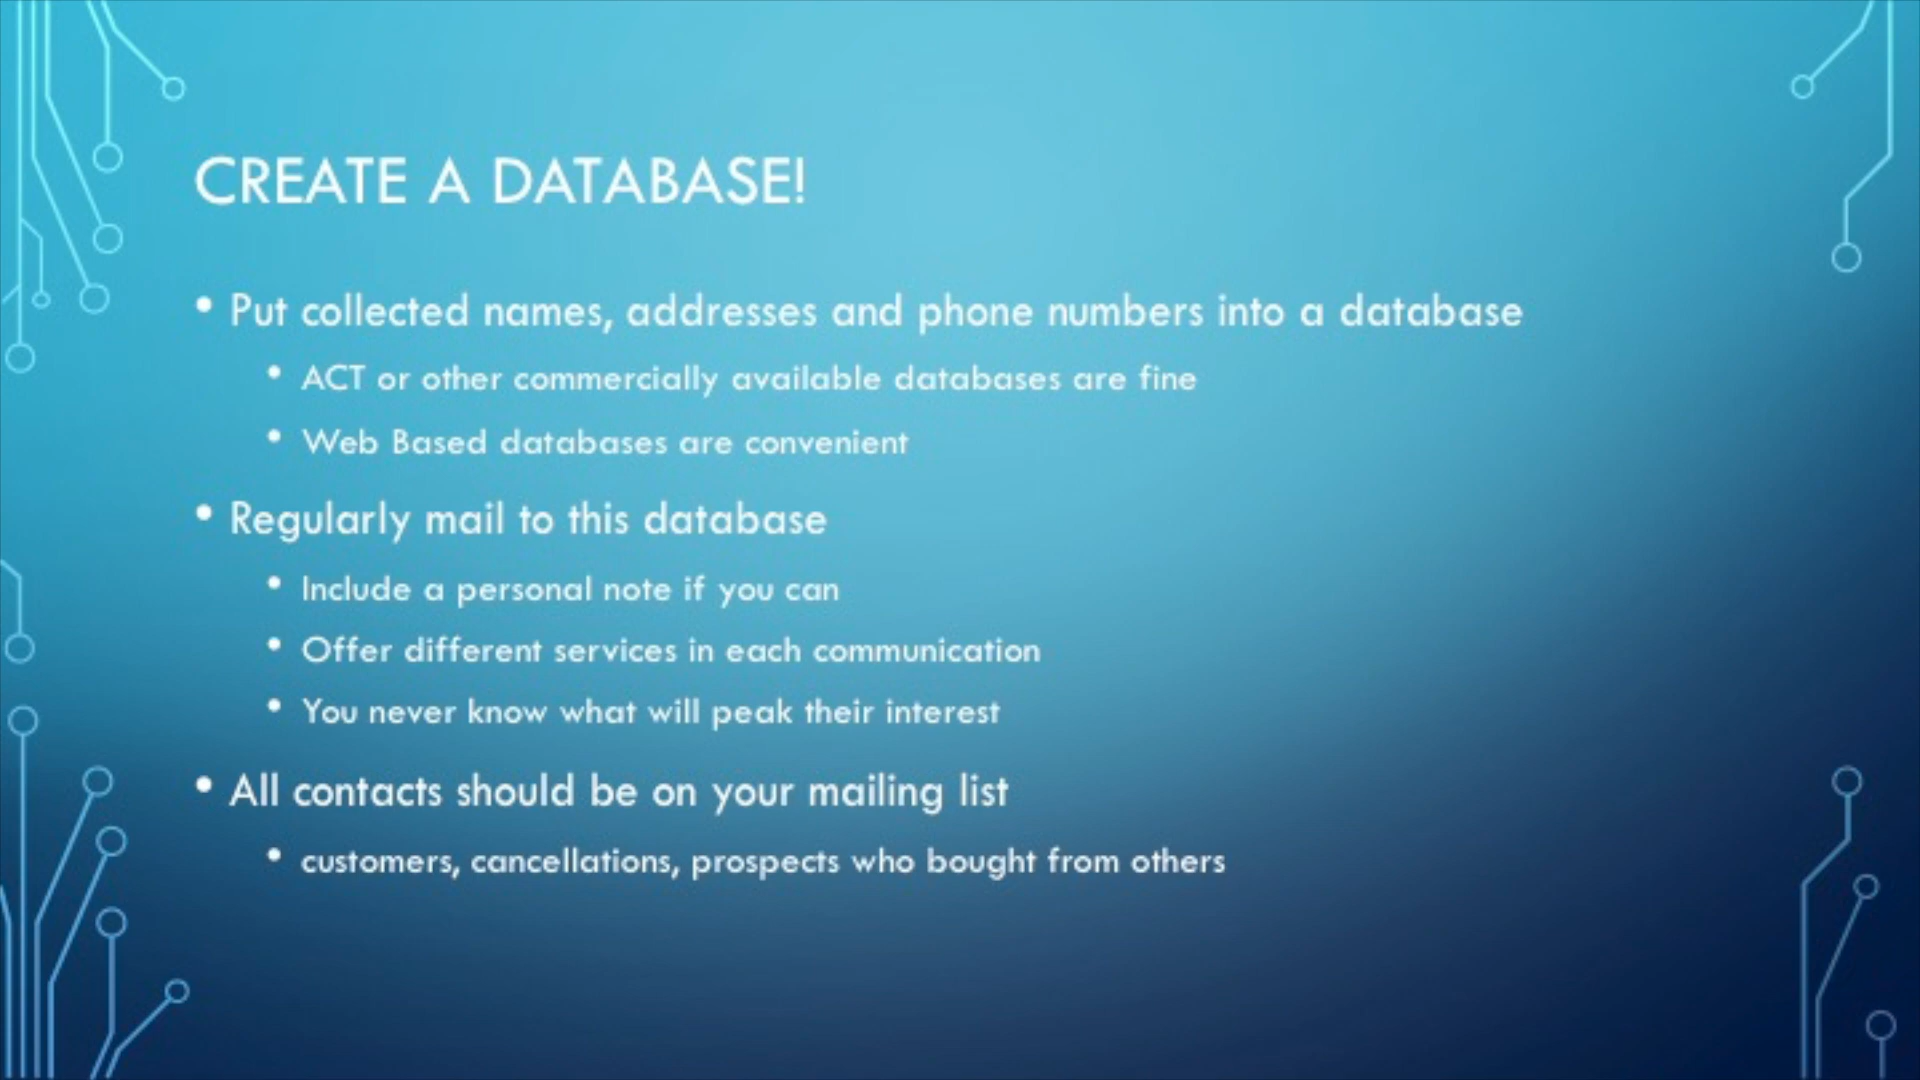 CREATE A DATABASE!
• Put collected names, addresses and phone numbers into a database
• ACT or other commercially available databases are fine
• Web Based databases are convenient
• Regularly mail to this database
• Include a personal note if you can
• Offer different services in each communication
• You never know what will peak their interest
• All contacts should be on your mailing list
• customers, cancellations, prospects who bought from others